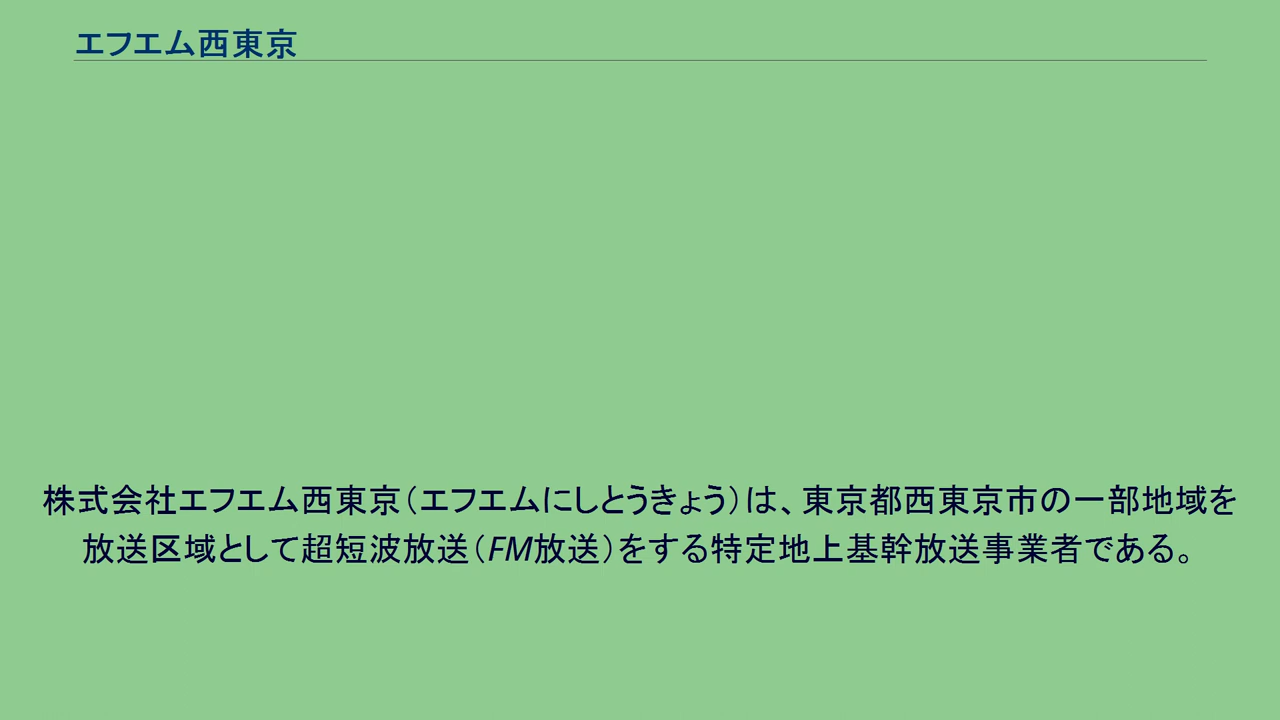 エフエム西東京
株式会社エフエム西東京（エフエムにしとうきょう）は、東京都西東京市の一部地域を
放送区域として超短波放送（FM放送）をする特定地上基幹放送事業者である。